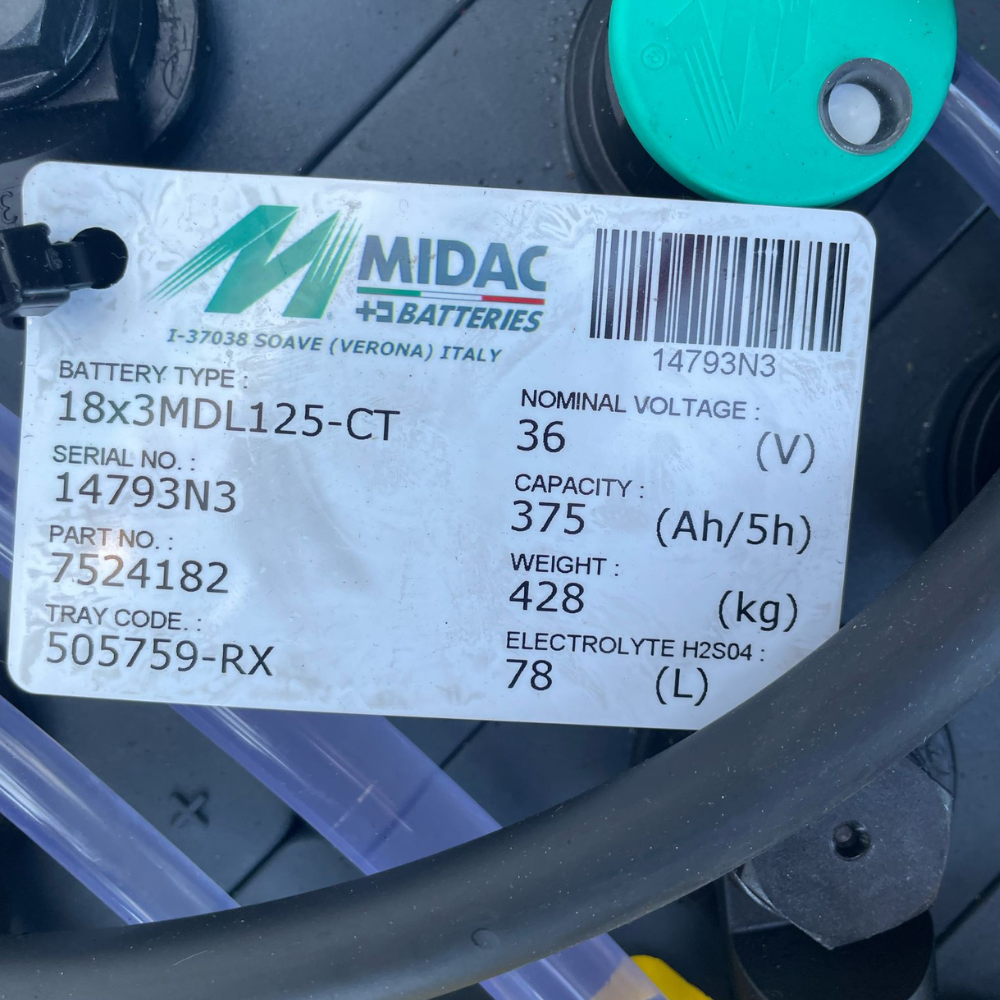 MIDAC
BATTERIES
I-37038 SOAVE (VERONA) ITALY
14793N3
BATTERY TYPE :
18x3MDL125-CT
SERIAL NO. :
14793N3
PART NO. :
7524182
TRAY CODE. :
505759-RX
NOMINAL VOLTAGE :
36 (V)
CAPACITY :
375 (Ah/5h)
WEIGHT :
428 (kg)
ELECTROLYTE H2S04 :
78 (L)